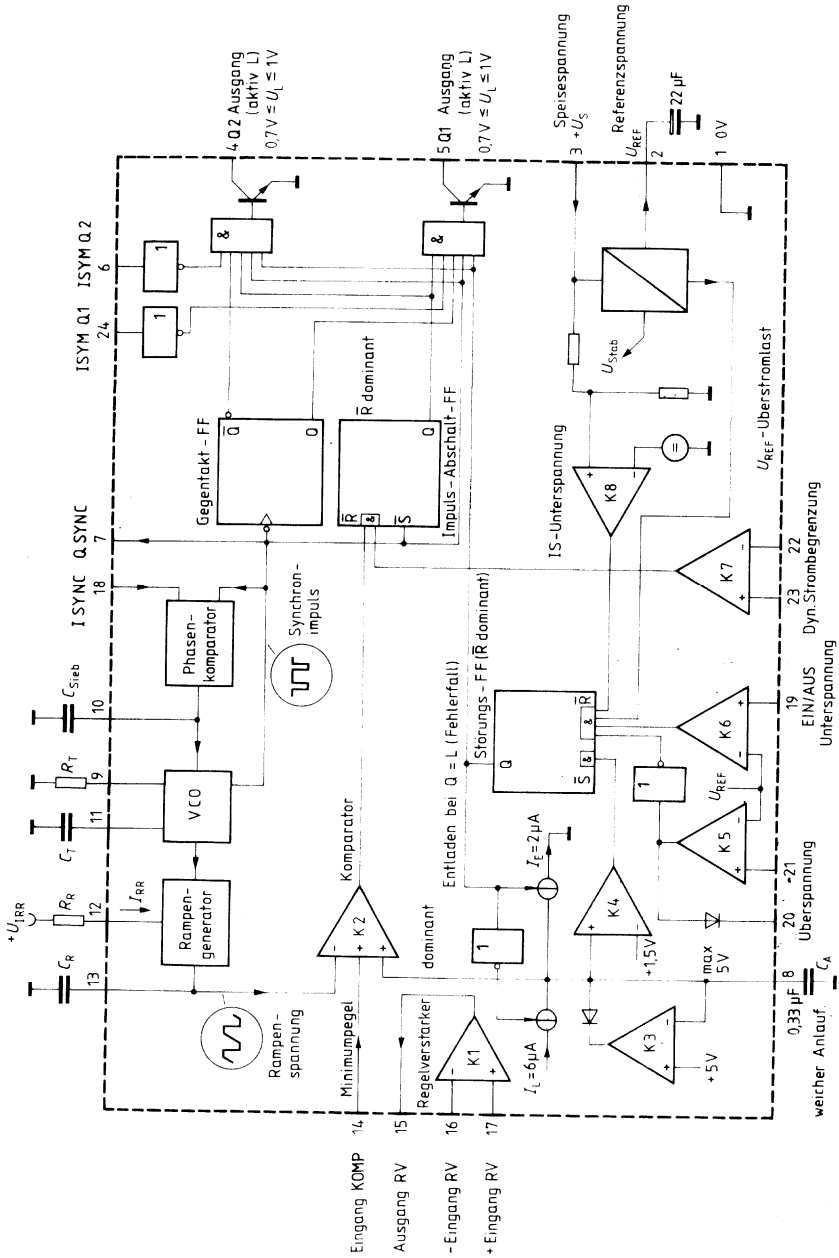 ISYM Q1
24
ISYM Q2
6
I SYNC
18
Q SYNC
7
C_Sieb
10
R_T
9
C_T
11
+U_IRR
R_R
12
I_RR
C_R
13
4 Q2 Ausgang
(aktiv L)
0,7V ≤ U_L ≤ 1V
5 Q1 Ausgang
(aktiv L)
0,7V ≤ U_L ≤ 1V
Speisespannung
3 +U_S
Referenzspannung
U_REF
2
22 µF
1 0V
1
1
&
&
Gegentakt-FF
Q̅
Q
R̅ dominant
R̅
&
S̅
Q
Impuls-Abschalt-FF
Phasen-
komparator
VCO
Rampen-
generator
Synchron-
impuls
Rampen-
spannung
Komparator
K2
-
+
+
Minimumpegel
dominant
Regelverstärker
K1
-
+
Eingang KOMP
14
Ausgang RV
15
- Eingang RV
16
+ Eingang RV
17
I_L=6µA
1
I_E=2µA
Entladen bei Q = L (Fehlerfall)
Störungs-FF (R̅ dominant)
Q
S̅
&
&
R̅
IS-Unterspannung
K8
+
-
=
U_Stab
U_REF-Überstromlast
K7
+
-
K6
-
+
1
U_REF
K5
+
-
K4
+
-
+1,5V
K3
-
+
+5V
max
5V
0,33 µF
8
C_A
weicher Anlauf
20
-21
Überspannung
19
EIN/AUS
Unterspannung
23
22
Dyn. Strombegrenzung